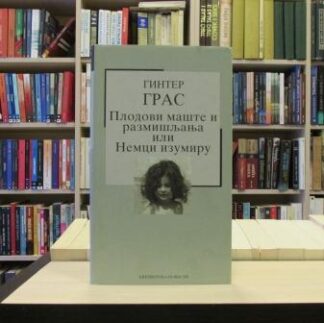 ГИНТЕР
ГРАС
Плодови маште и
размишљања
или
Немци изумиру